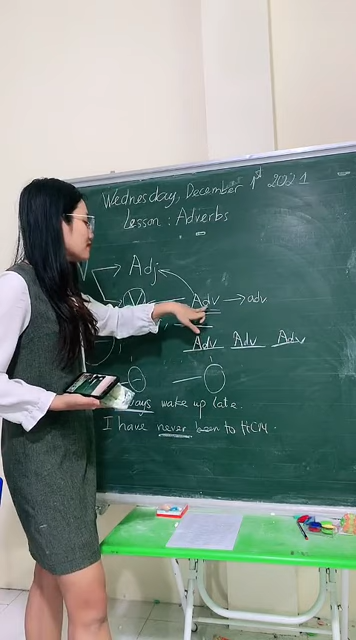 Wednesday, December 1st 2021
Lesson: Adverbs
Adj
V Adv → adv
Adv Adv Adv
wake up late.
I have never been to HCM.